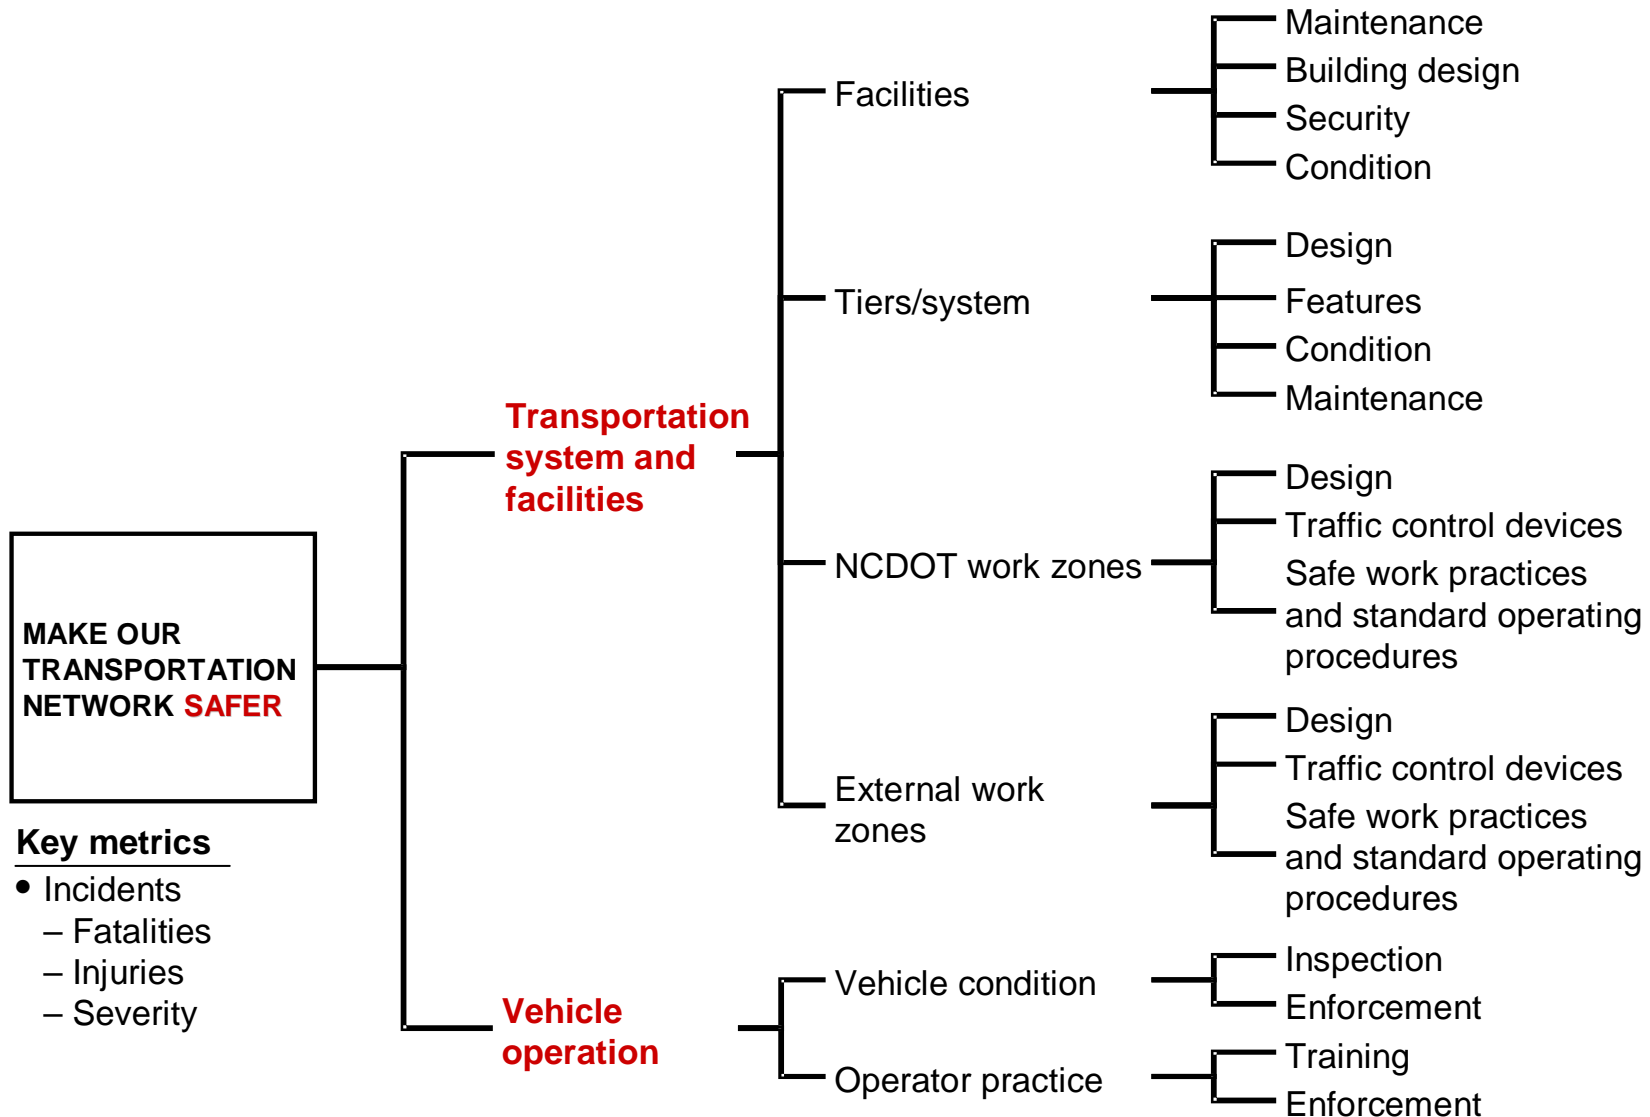 MAKE OUR
TRANSPORTATION
NETWORK SAFER
Key metrics
• Incidents
– Fatalities
– Injuries
– Severity
Transportation
system and
facilities
Facilities
Maintenance
Building design
Security
Condition
Tiers/system
Design
Features
Condition
Maintenance
NCDOT work zones
Design
Traffic control devices
Safe work practices
and standard operating
procedures
External work
zones
Design
Traffic control devices
Safe work practices
and standard operating
procedures
Vehicle
operation
Vehicle condition
Inspection
Enforcement
Operator practice
Training
Enforcement